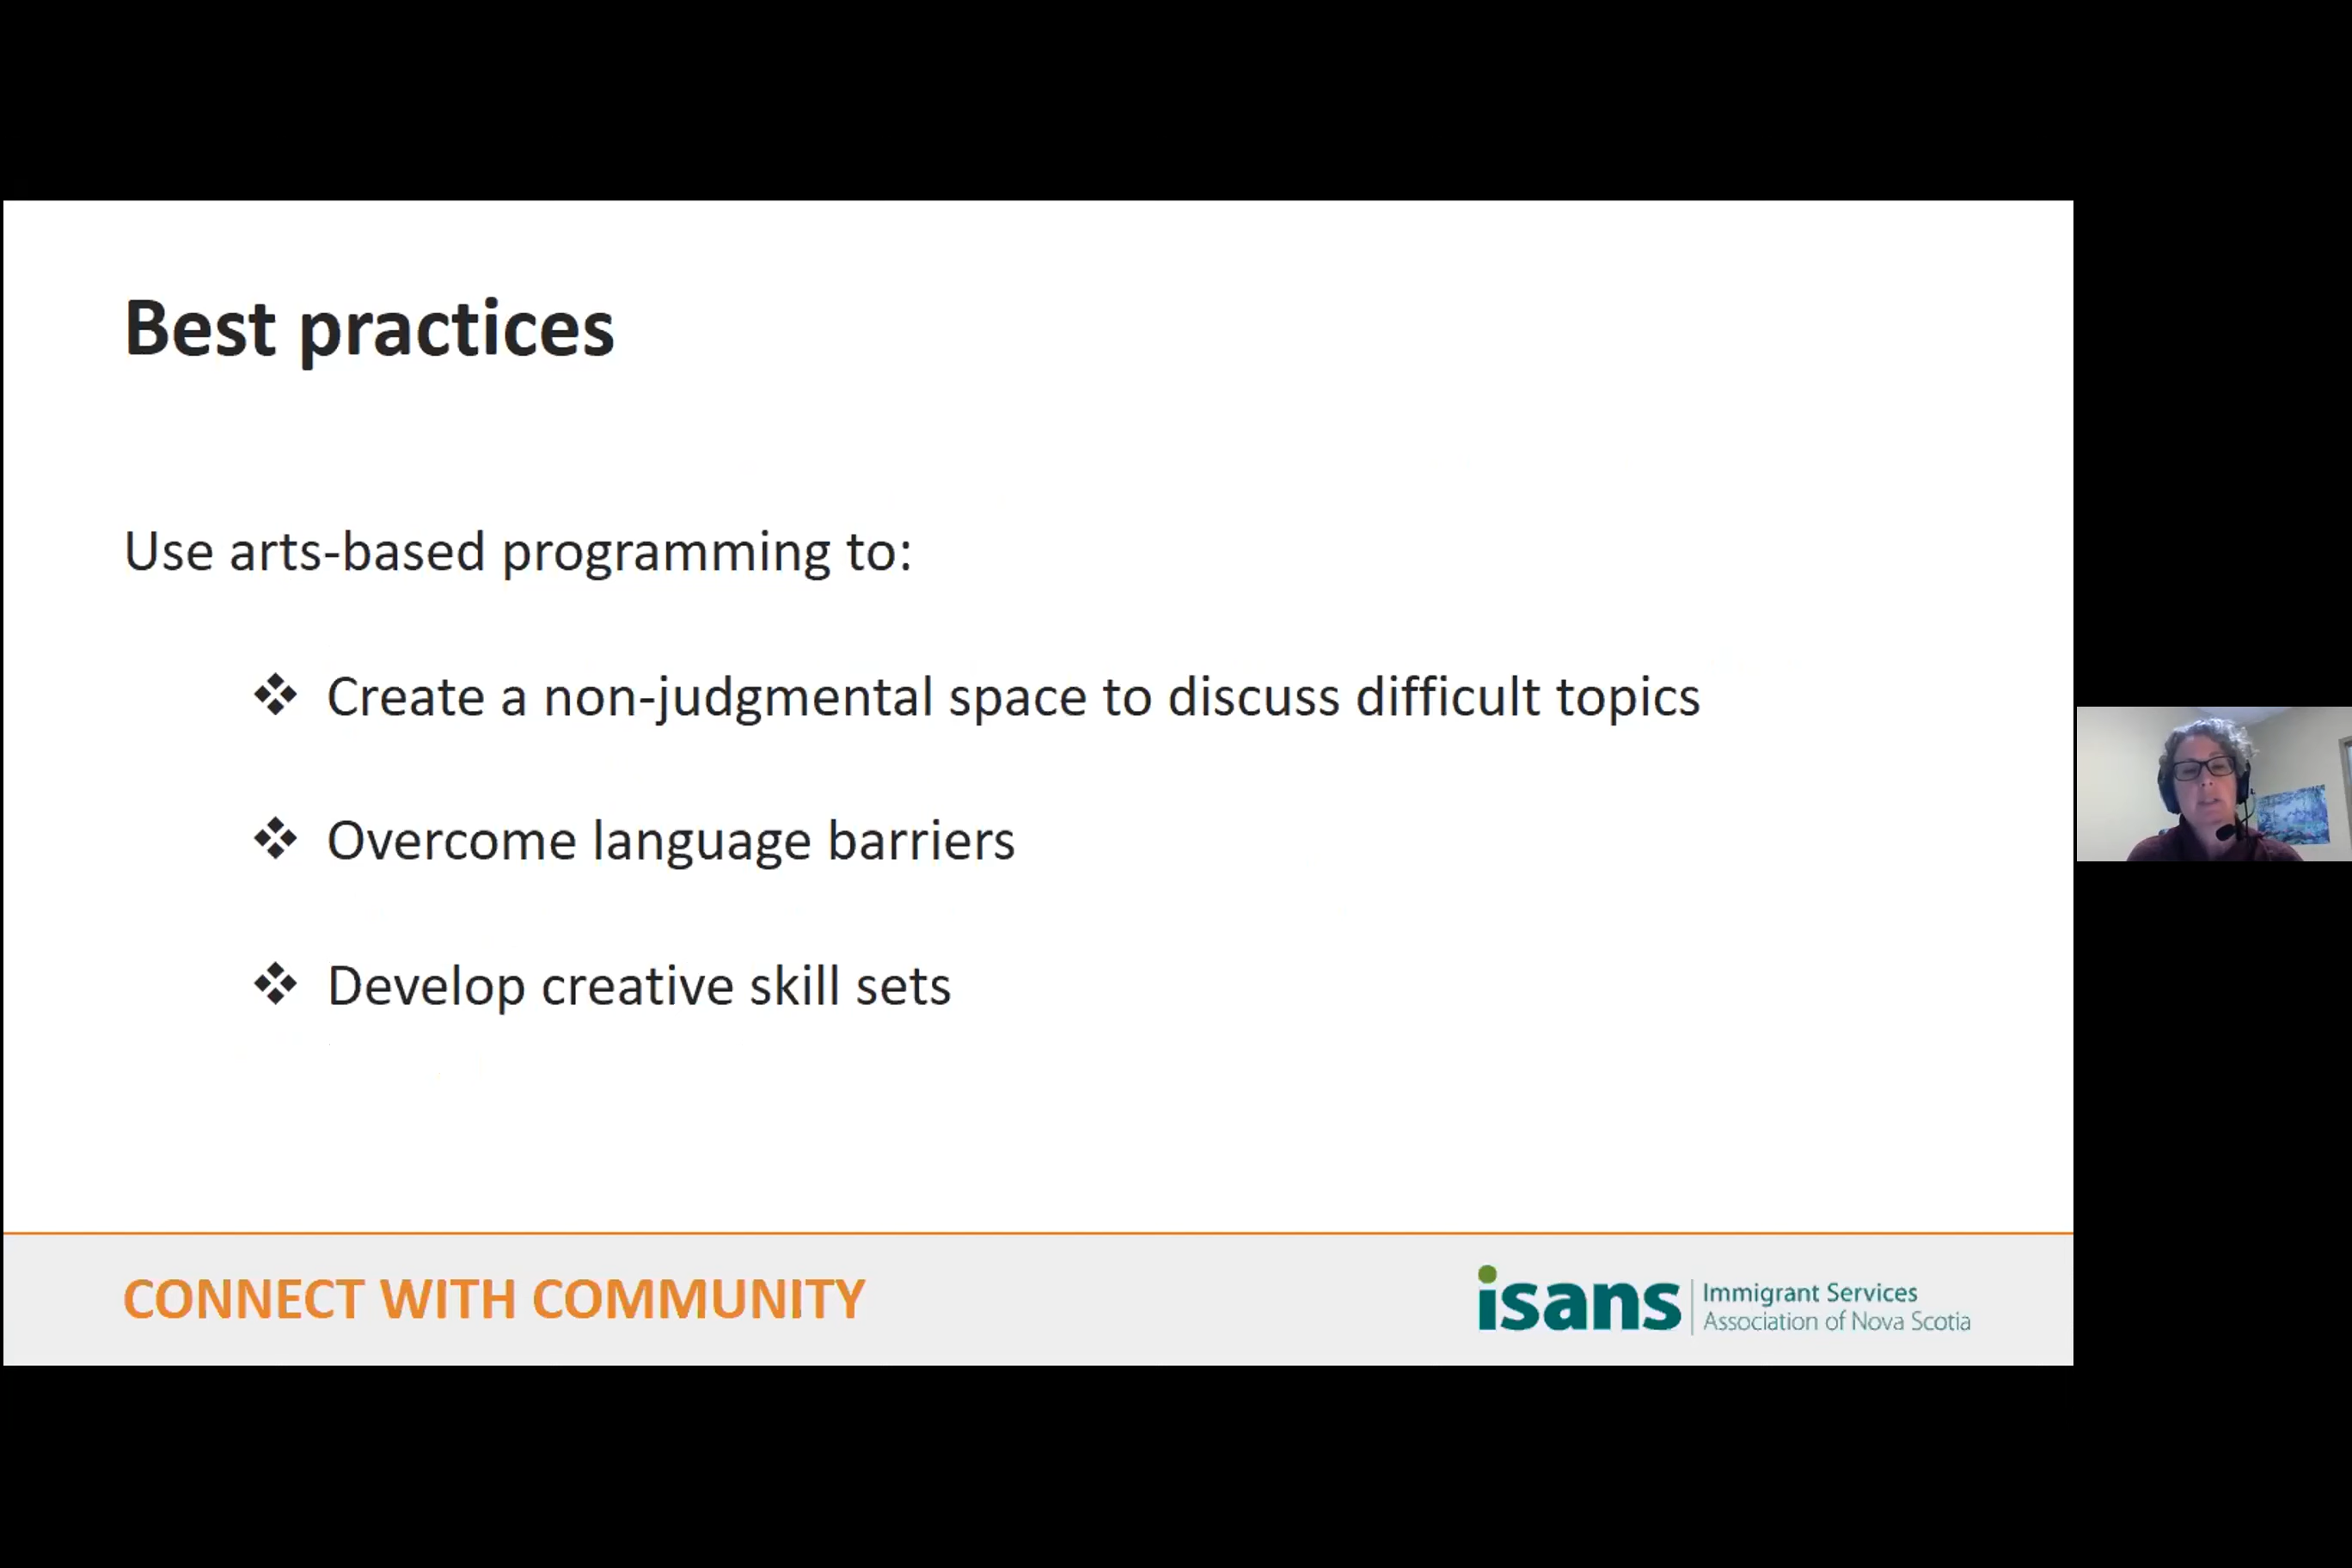 Best practices
Use arts-based programming to:
❖ Create a non-judgmental space to discuss difficult topics
❖ Overcome language barriers
❖ Develop creative skill sets
CONNECT WITH COMMUNITY
isans
Immigrant Services
Association of Nova Scotia